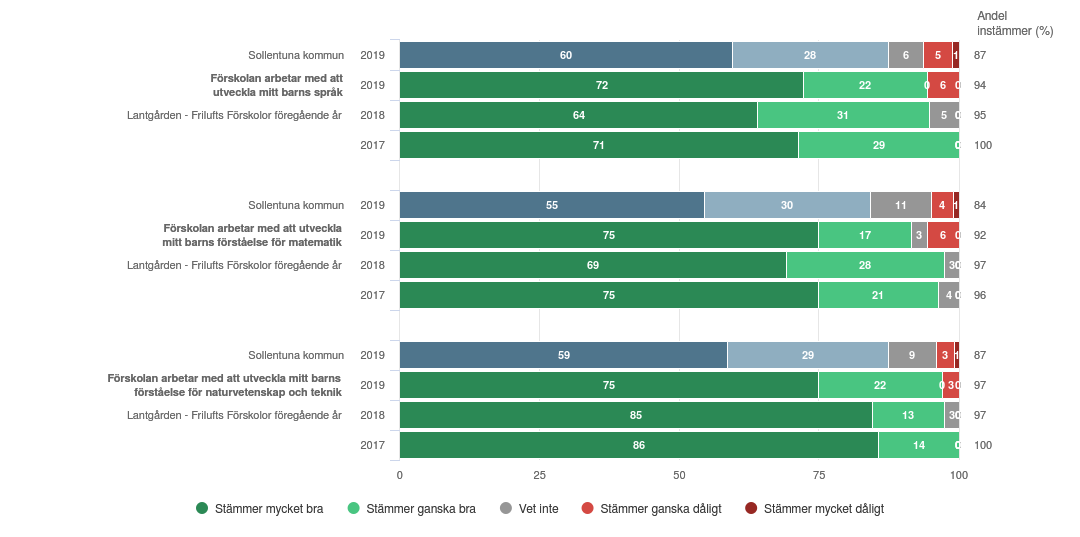 Andel
instämmer (%)
Sollentuna kommun 2019 60 28 6 5 1 87
Förskolan arbetar med att
utveckla mitt barns språk 2019 72 22 0 6 0 94
Lantgården - Frilufts Förskolor föregående år 2018 64 31 5 0 95
2017 71 29 0 100
Sollentuna kommun 2019 55 30 11 4 1 84
Förskolan arbetar med att utveckla
mitt barns förståelse för matematik 2019 75 17 3 6 0 92
Lantgården - Frilufts Förskolor föregående år 2018 69 28 3 0 97
2017 75 21 4 0 96
Sollentuna kommun 2019 59 29 9 3 1 87
Förskolan arbetar med att utveckla mitt barns
förståelse för naturvetenskap och teknik 2019 75 22 0 3 0 97
Lantgården - Frilufts Förskolor föregående år 2018 85 13 3 0 97
2017 86 14 0 100
0 25 50 75 100
Stämmer mycket bra Stämmer ganska bra Vet inte Stämmer ganska dåligt Stämmer mycket dåligt